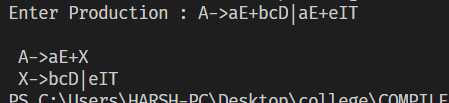 Enter Production : A->aE+bcD|aE+eIT
A->aE+X
X->bcD|eIT
PS C:\Users\HARSH-PC\Desktop\college\COMPILE